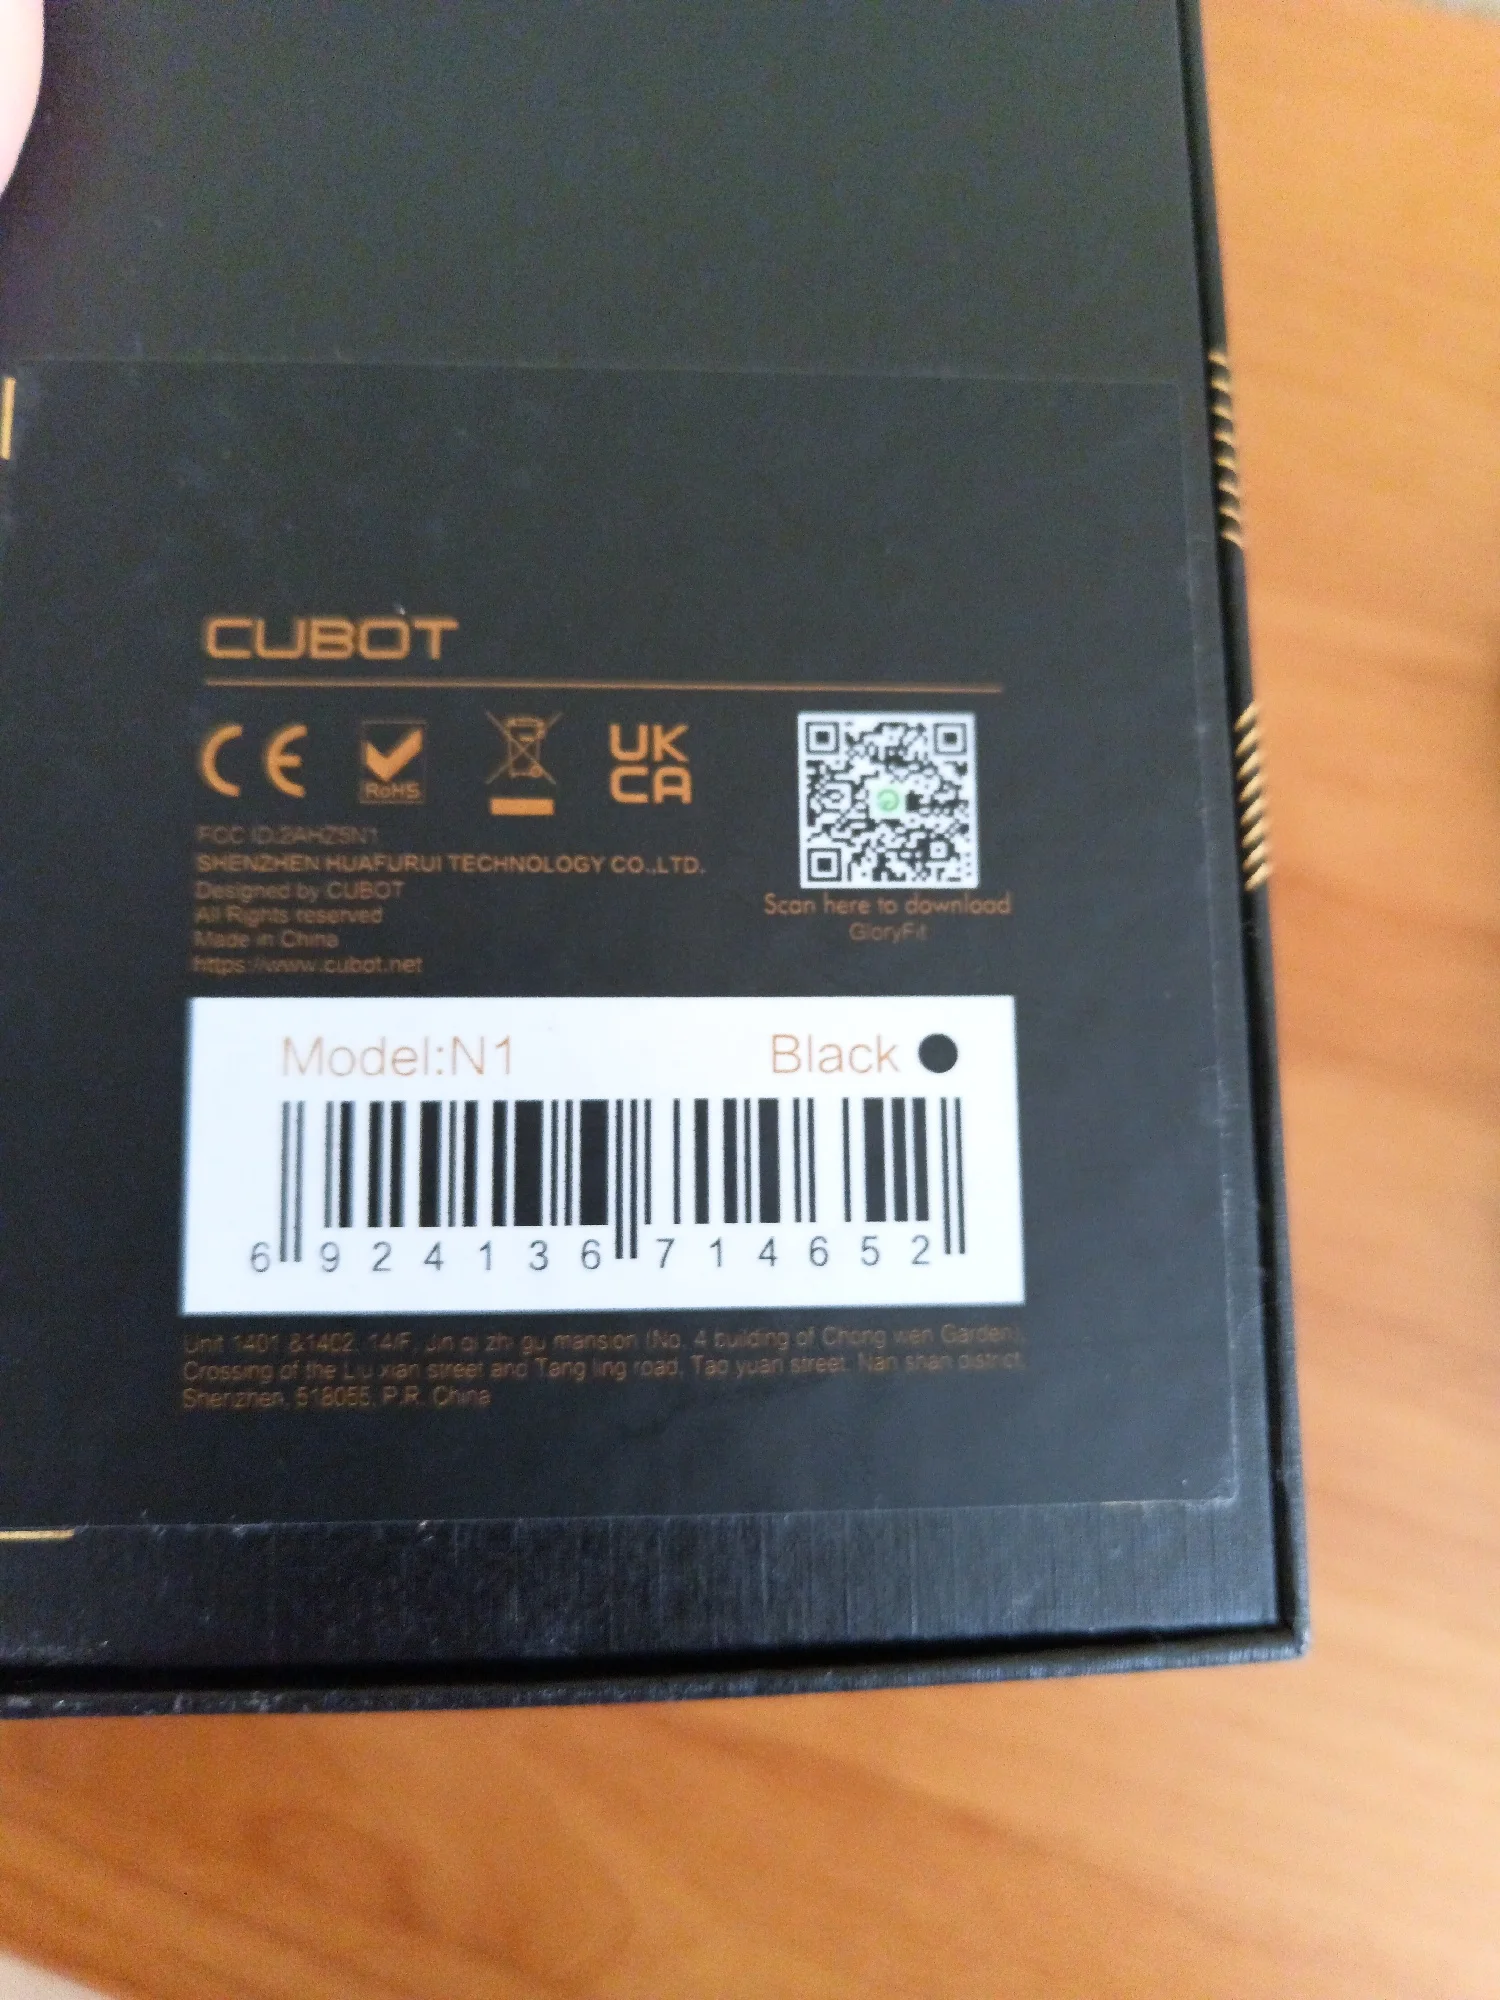 CUBOT
CE
RoHS
UK
CA
FCC ID:2AHZ5N1
SHENZHEN HUAFURUI TECHNOLOGY CO.,LTD.
Designed by CUBOT
All Rights reserved
Made in China
https://www.cubot.net
Scan here to download
GloryFit
Model:N1 Black
6 924136 714652
Unit 1401 &1402, 14/F, Jin qi zhi gu mansion (No. 4 building of Chong wen Garden),
Crossing of the Liu xian street and Tang ling road, Tao yuan street, Nan shan district,
Shenzhen, 518055, P.R. China